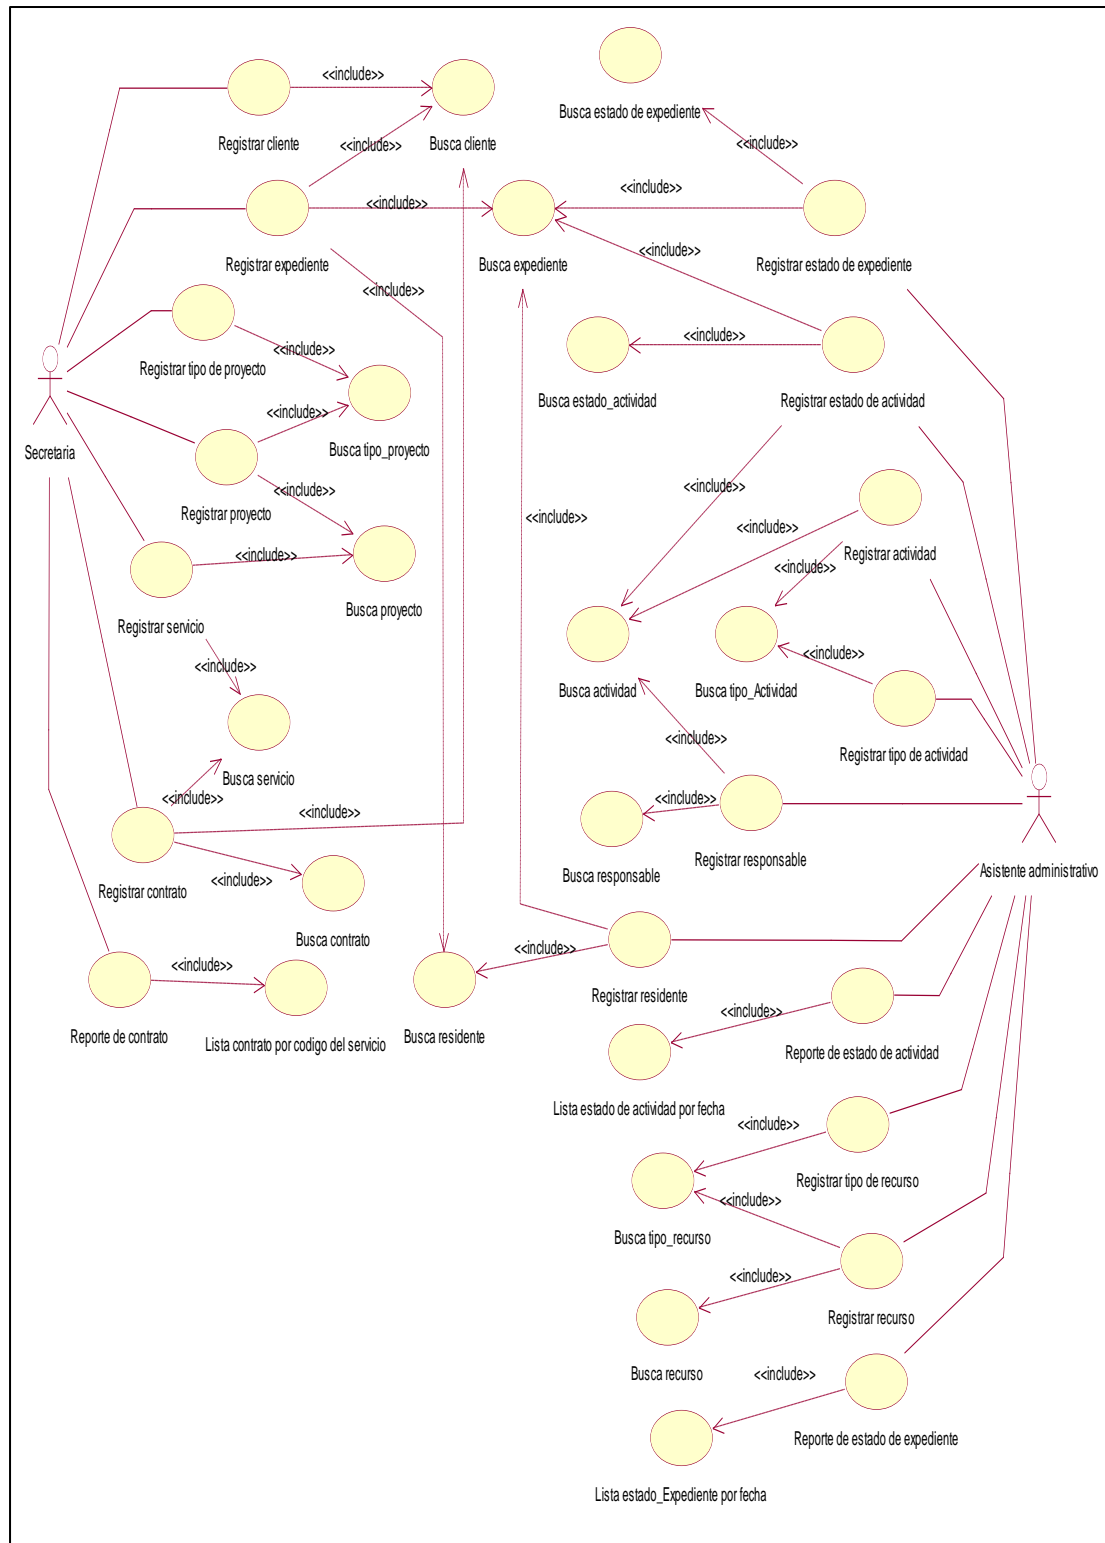 <<include>>
Busca estado de expediente
Registrar cliente
<<include>>
Busca cliente
<<include>>
<<include>>
<<include>>
Registrar expediente
Busca expediente
<<include>>
Registrar estado de expediente
<<include>>
<<include>>
Registrar tipo de proyecto
Busca estado_actividad
Registrar estado de actividad
<<include>>
Secretaria
Busca tipo_proyecto
<<include>>
<<include>>
Registrar proyecto
<<include>>
<<include>>
<<include>>
Registrar actividad
<<include>>
Busca proyecto
Registrar servicio
<<include>>
<<include>>
Busca actividad
Busca tipo_Actividad
<<include>>
Registrar tipo de actividad
Busca servicio
<<include>>
<<include>>
<<include>>
Registrar responsable
Asistente administrativo
Busca responsable
<<include>>
Registrar contrato
Busca contrato
<<include>>
<<include>>
Registrar residente
Reporte de contrato
Lista contrato por codigo del servicio
Busca residente
<<include>>
Reporte de estado de actividad
Lista estado de actividad por fecha
<<include>>
Registrar tipo de recurso
<<include>>
Busca tipo_recurso
<<include>>
Registrar recurso
Busca recurso
<<include>>
Reporte de estado de expediente
Lista estado_Expediente por fecha